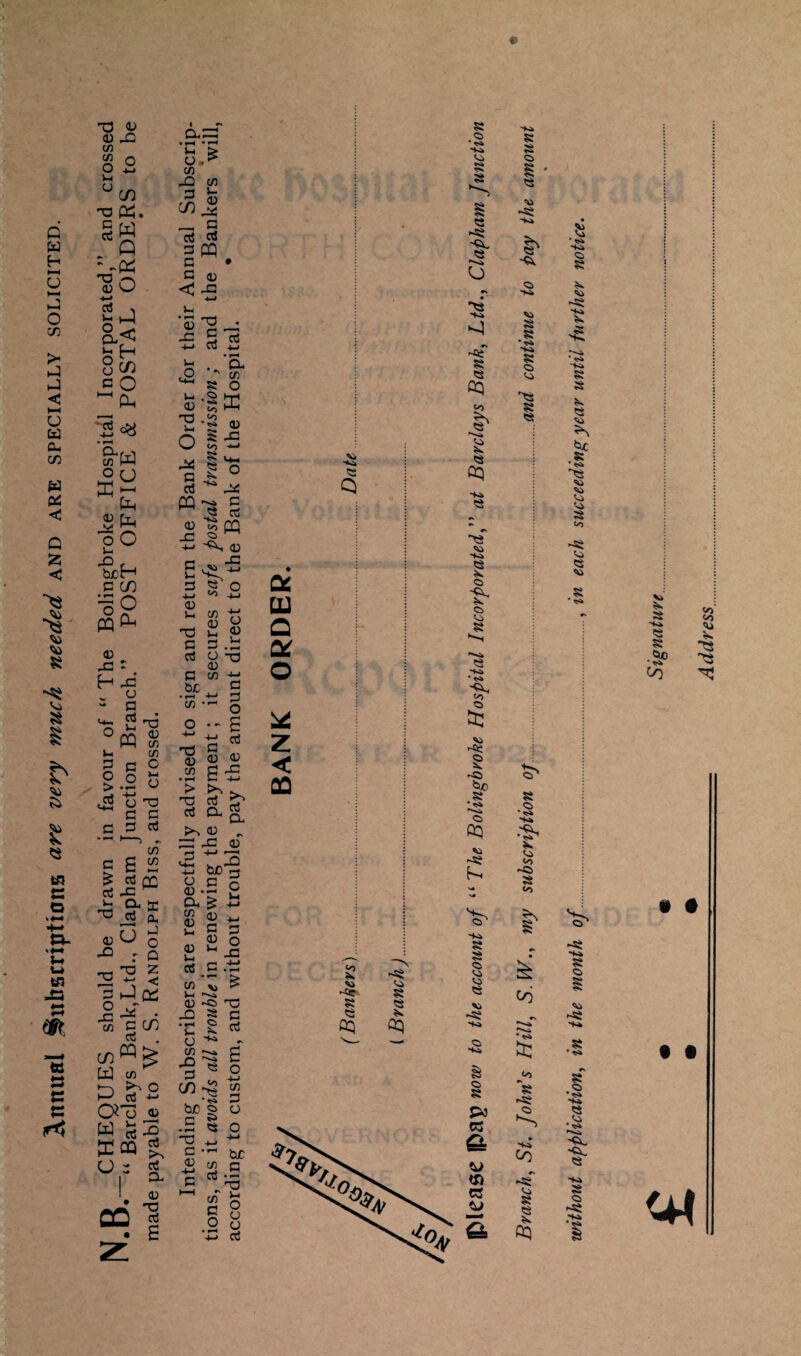 Annual Subscriptions are very much needed AND ARE SPECIALLY SOLICITED.
N.B.—CHEQUES should be drawn in favour of “ The Bolingbroke Hospital Incorporated,” and crossed
“ Barclays Bank, Ltd., Clapham Junction Branch.” POST OFFICE & POSTAL ORDERS to be
made payable to W. S. RANDOLPH BISS, and crossed.
Intending Subscribers are respectfully advised to sign and return the Bank Order for their Annual Subscrip-
tions, as it avoids all trouble in renewing the payment ; it secures safe postal transmission ; and the Bankers will,
according to custom, and without trouble, pay the amount direct to the Bank of the Hospital.
BANK ORDER.
Date
(Bankers)
(Branch)
NOT NEGOTIABLE
Please Pay now to the account of “ The Bolingbroke Hospital Incorporated,” at Barclays Bank, Ltd., Clapham Junction
Branch, St. John's Hill, S.W., my subscription of and continue to pay the amount
without application, in the month of , in each succeeding year until further notice.
Signature
£ : :
Address